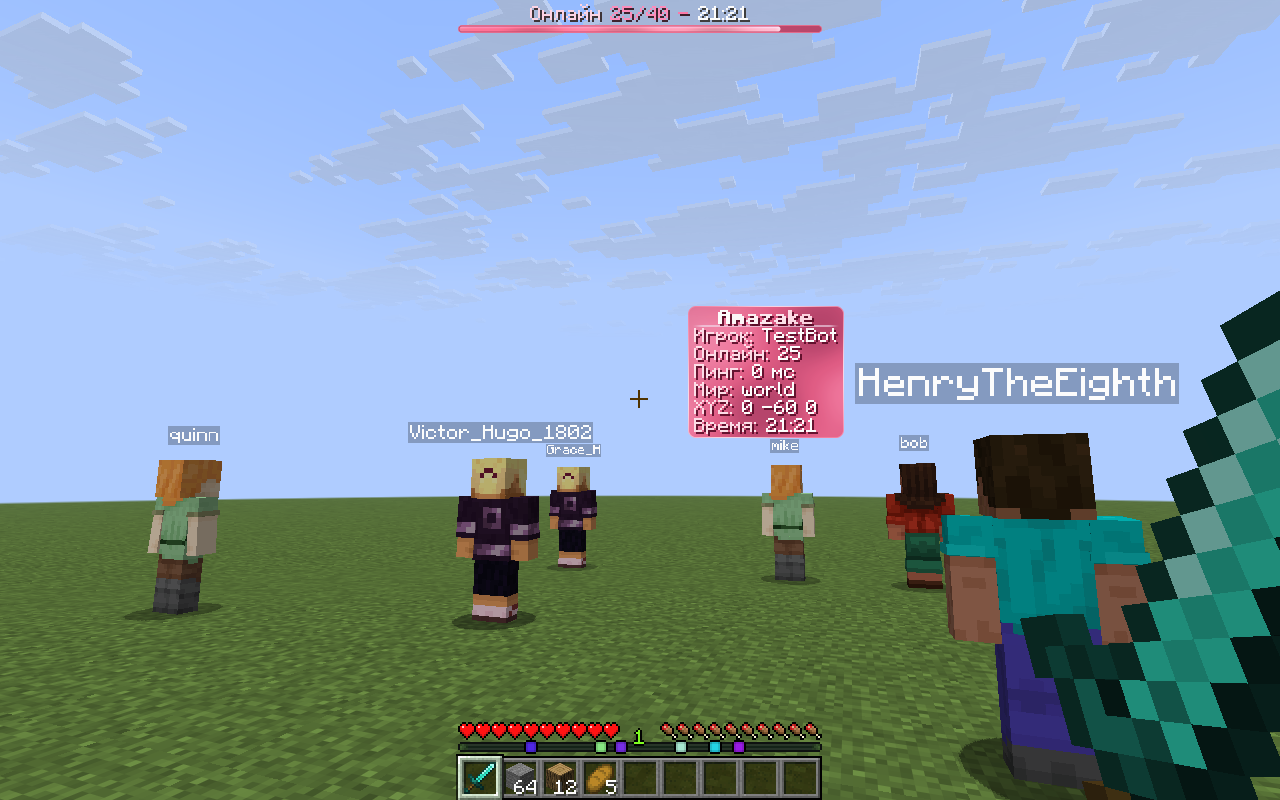 Онлайн 25/40 - 21:21
Amazake
Игрок: TestBot
Онлайн: 25
Пинг: 0 мс
Мир: world
XYZ: 0 -60 0
Время: 21:21
HenryTheEighth
quinn
Victor_Hugo_1802
Grace_H
mike
bob
1
64 12 5